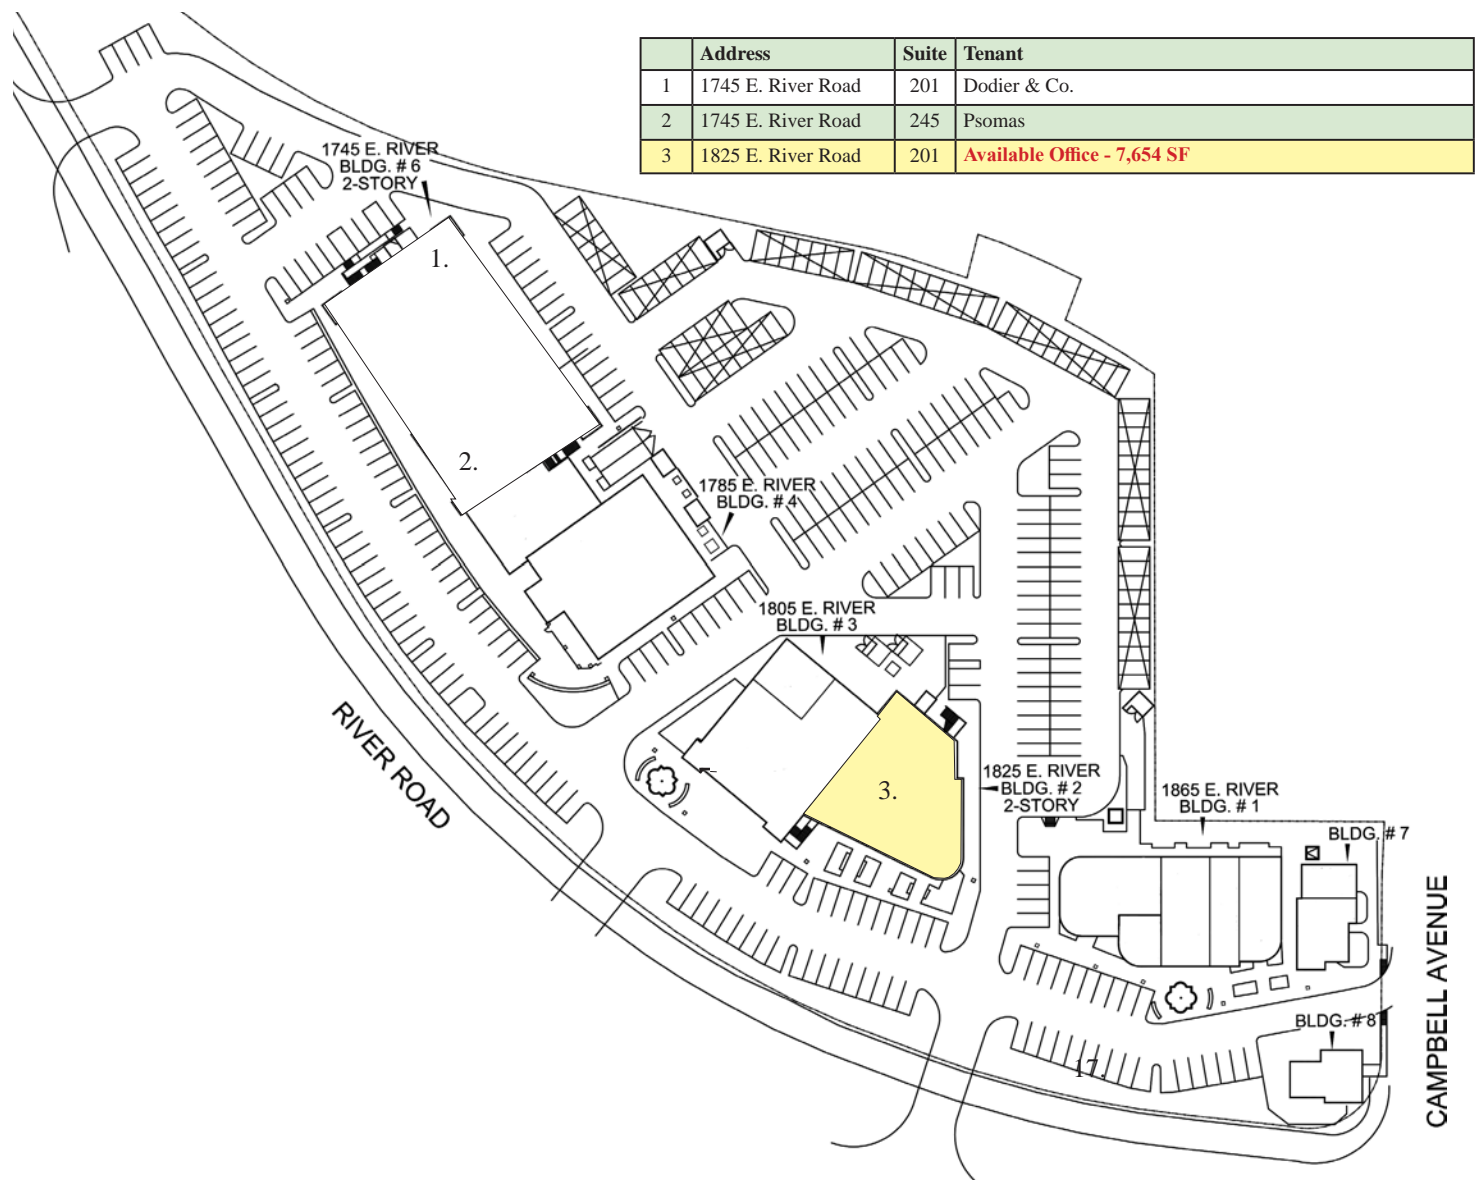 Address Suite Tenant
1 1745 E. River Road 201 Dodier & Co.
2 1745 E. River Road 245 Psomas
3 1825 E. River Road 201 Available Office - 7,654 SF
1745 E. RIVER
BLDG. # 6
2-STORY
1.
2.
1785 E. RIVER
BLDG. # 4
1805 E. RIVER
BLDG. # 3
3.
1825 E. RIVER
BLDG. # 2
2-STORY
1865 E. RIVER
BLDG. # 1
BLDG. # 7
BLDG. # 8
17.
RIVER ROAD
CAMPBELL AVENUE